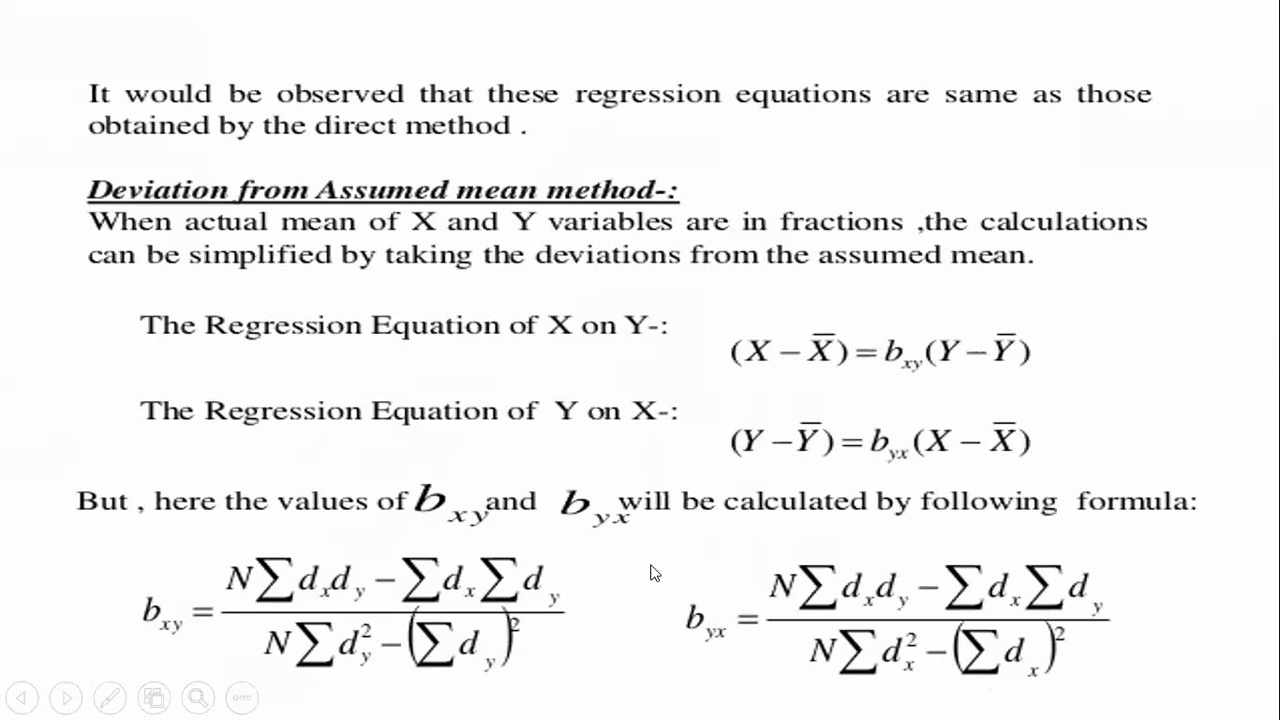 It would be observed that these regression equations are same as those
obtained by the direct method .
Deviation from Assumed mean method-:
When actual mean of X and Y variables are in fractions ,the calculations
can be simplified by taking the deviations from the assumed mean.
The Regression Equation of X on Y-:
(X − X̅) = b_xy (Y − Y̅)
The Regression Equation of Y on X-:
(Y − Y̅) = b_yx (X − X̅)
But , here the values of b_xy and b_yx will be calculated by following formula:
b_xy = (N∑d_x d_y − ∑d_x ∑d_y) / (N∑d_y² − (∑d_y)²)
b_yx = (N∑d_x d_y − ∑d_x ∑d_y) / (N∑d_x² − (∑d_x)²)